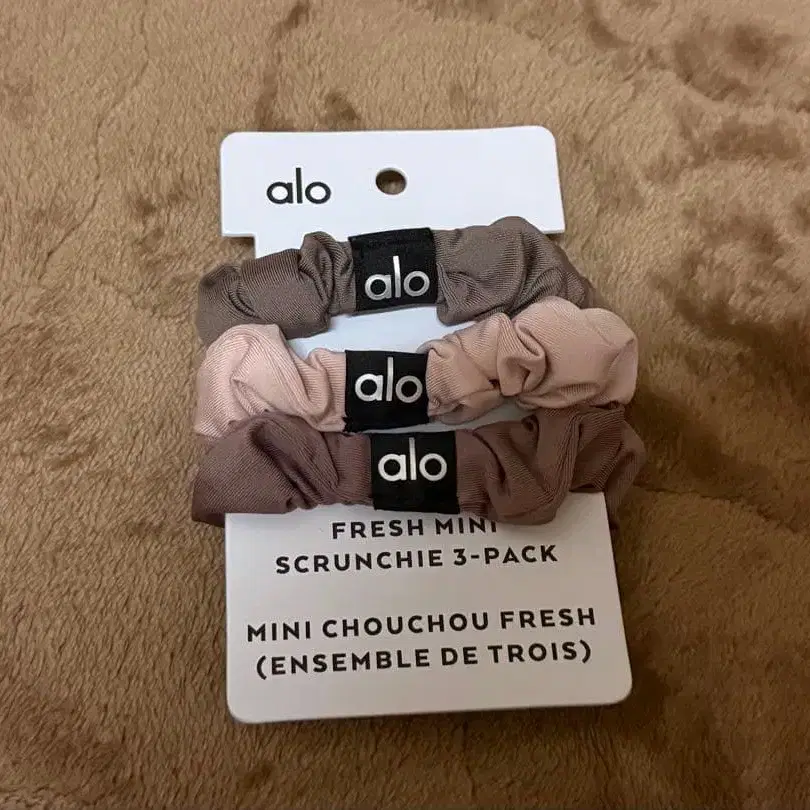 alo
alo
alo
alo
FRESH MINI
SCRUNCHIE 3-PACK
MINI CHOUCHOU FRESH
(ENSEMBLE DE TROIS)